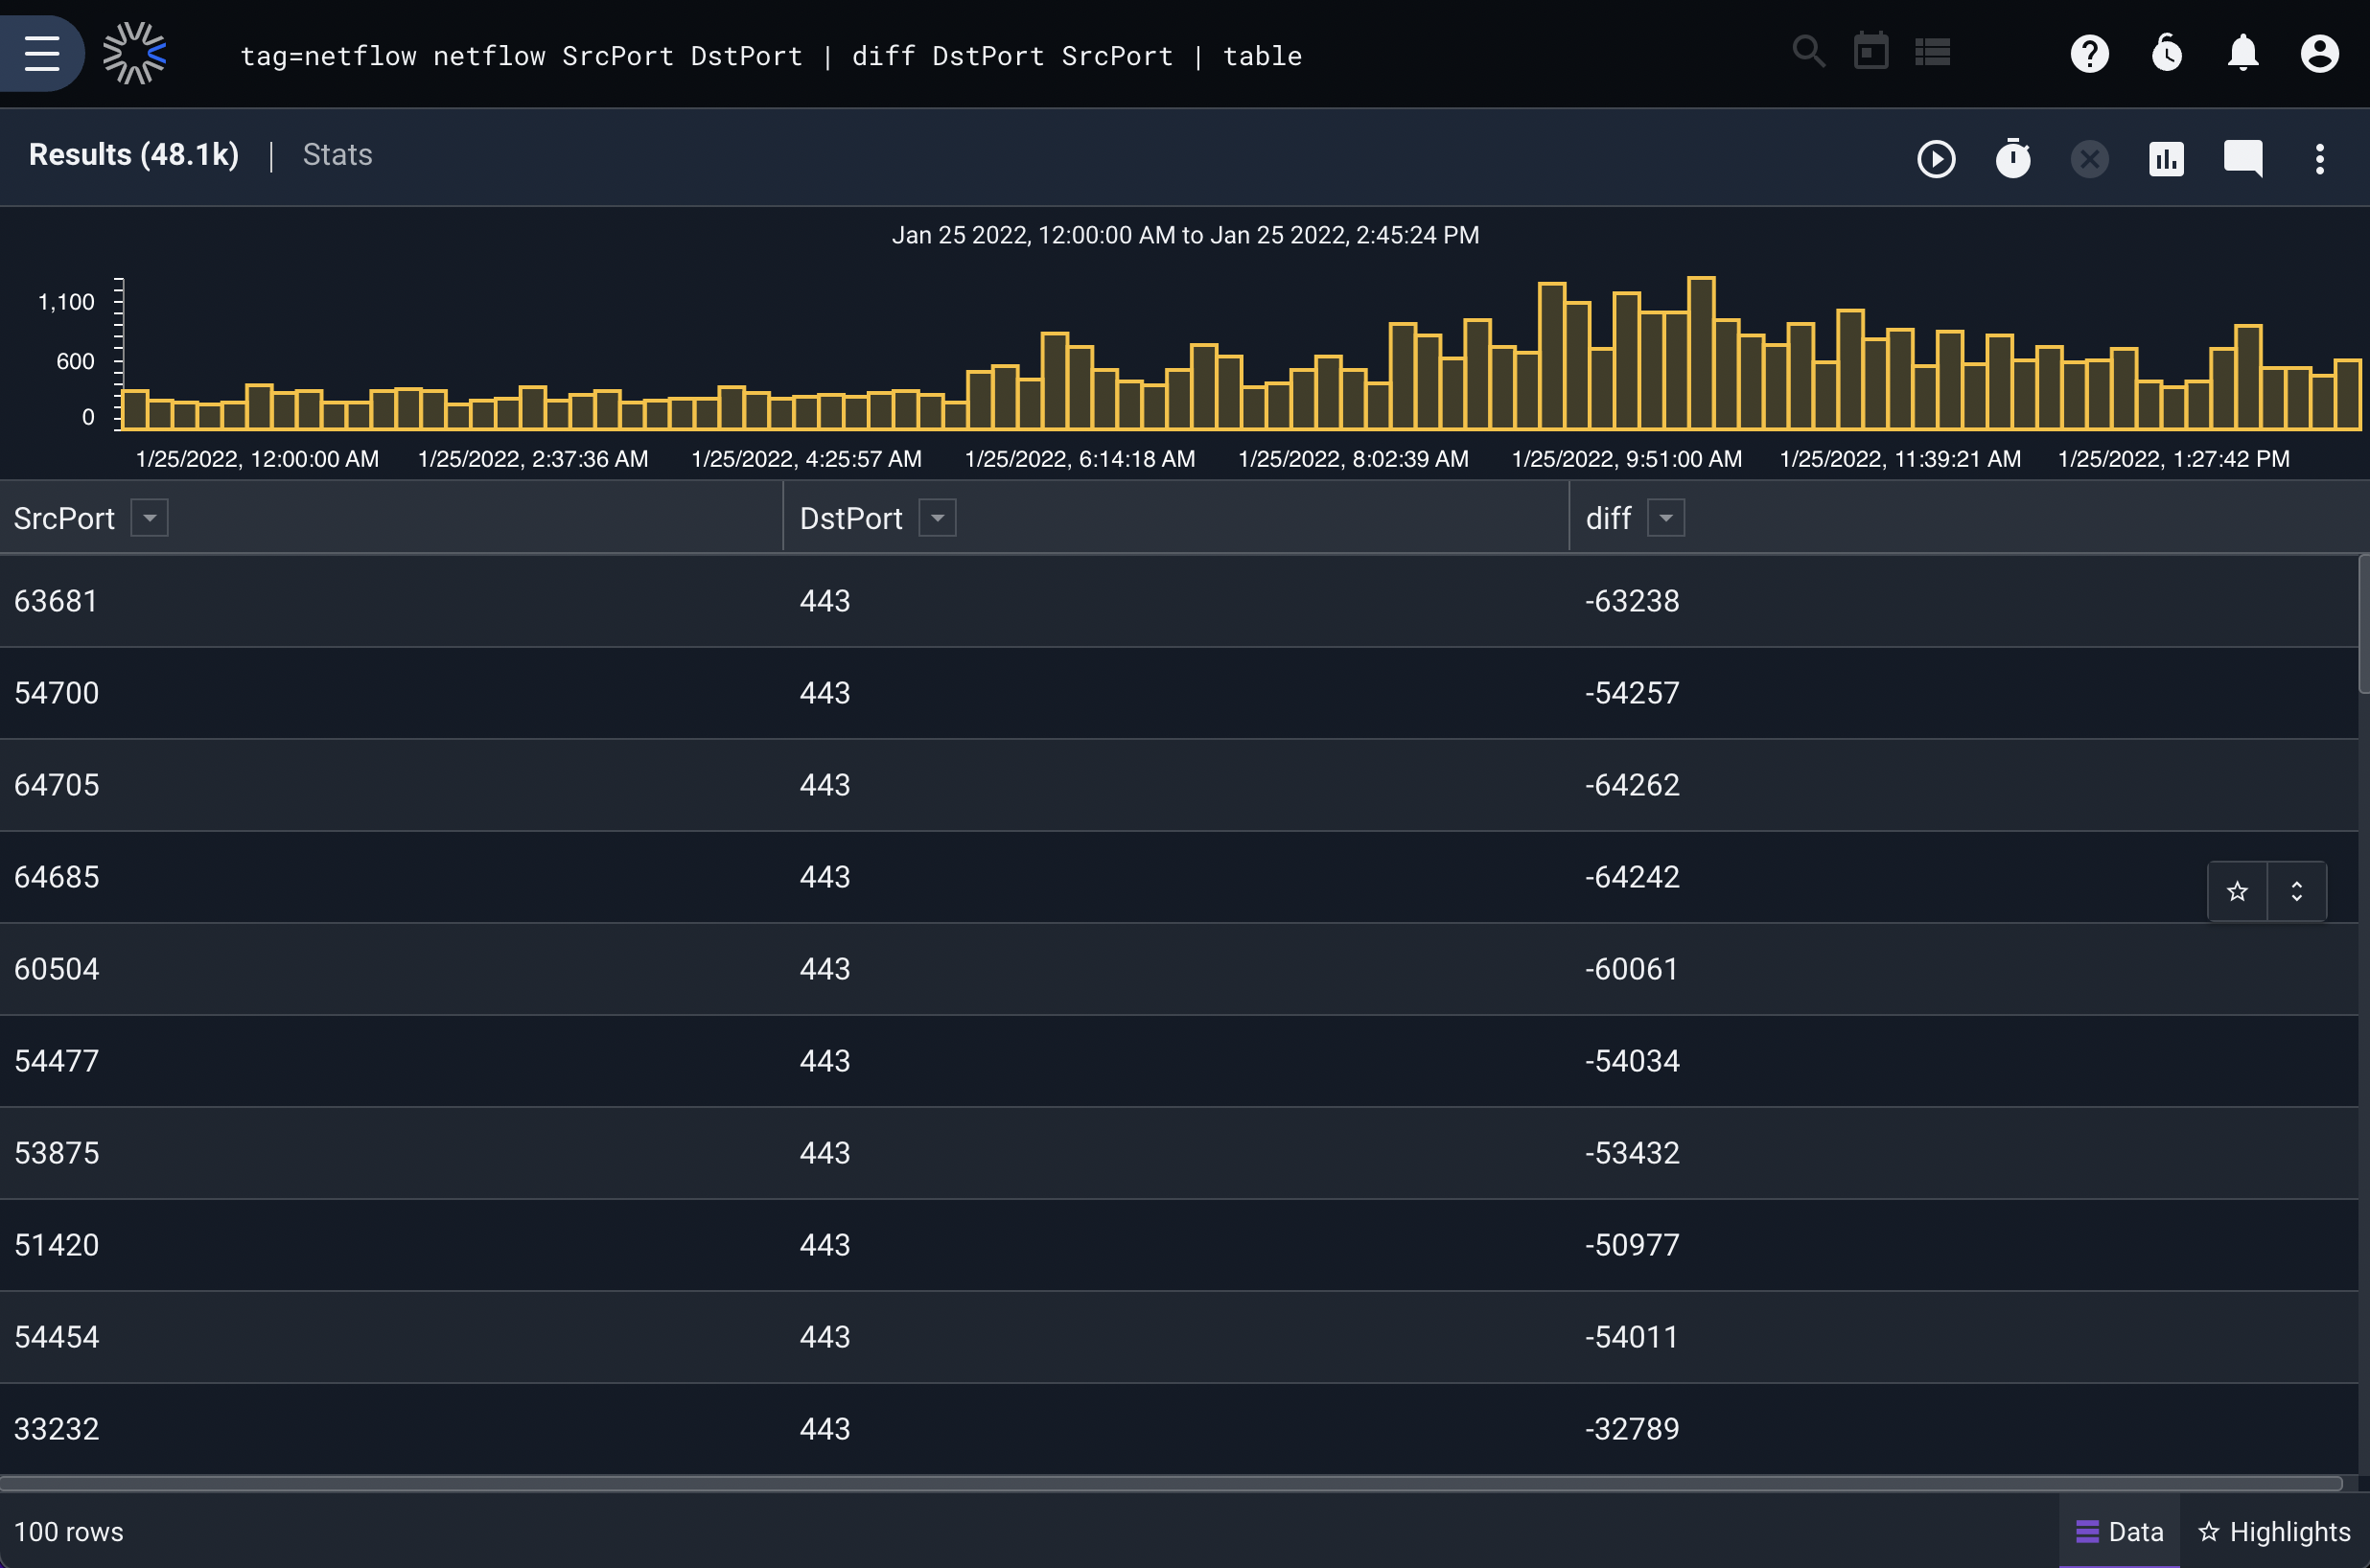 tag=netflow netflow SrcPort DstPort | diff DstPort SrcPort | table
Results (48.1k) | Stats
Jan 25 2022, 12:00:00 AM to Jan 25 2022, 2:45:24 PM
1,100
600
0
1/25/2022, 12:00:00 AM 1/25/2022, 2:37:36 AM 1/25/2022, 4:25:57 AM 1/25/2022, 6:14:18 AM 1/25/2022, 8:02:39 AM 1/25/2022, 9:51:00 AM 1/25/2022, 11:39:21 AM 1/25/2022, 1:27:42 PM
SrcPort DstPort diff
63681 443 -63238
54700 443 -54257
64705 443 -64262
64685 443 -64242
60504 443 -60061
54477 443 -54034
53875 443 -53432
51420 443 -50977
54454 443 -54011
33232 443 -32789
100 rows Data Highlights